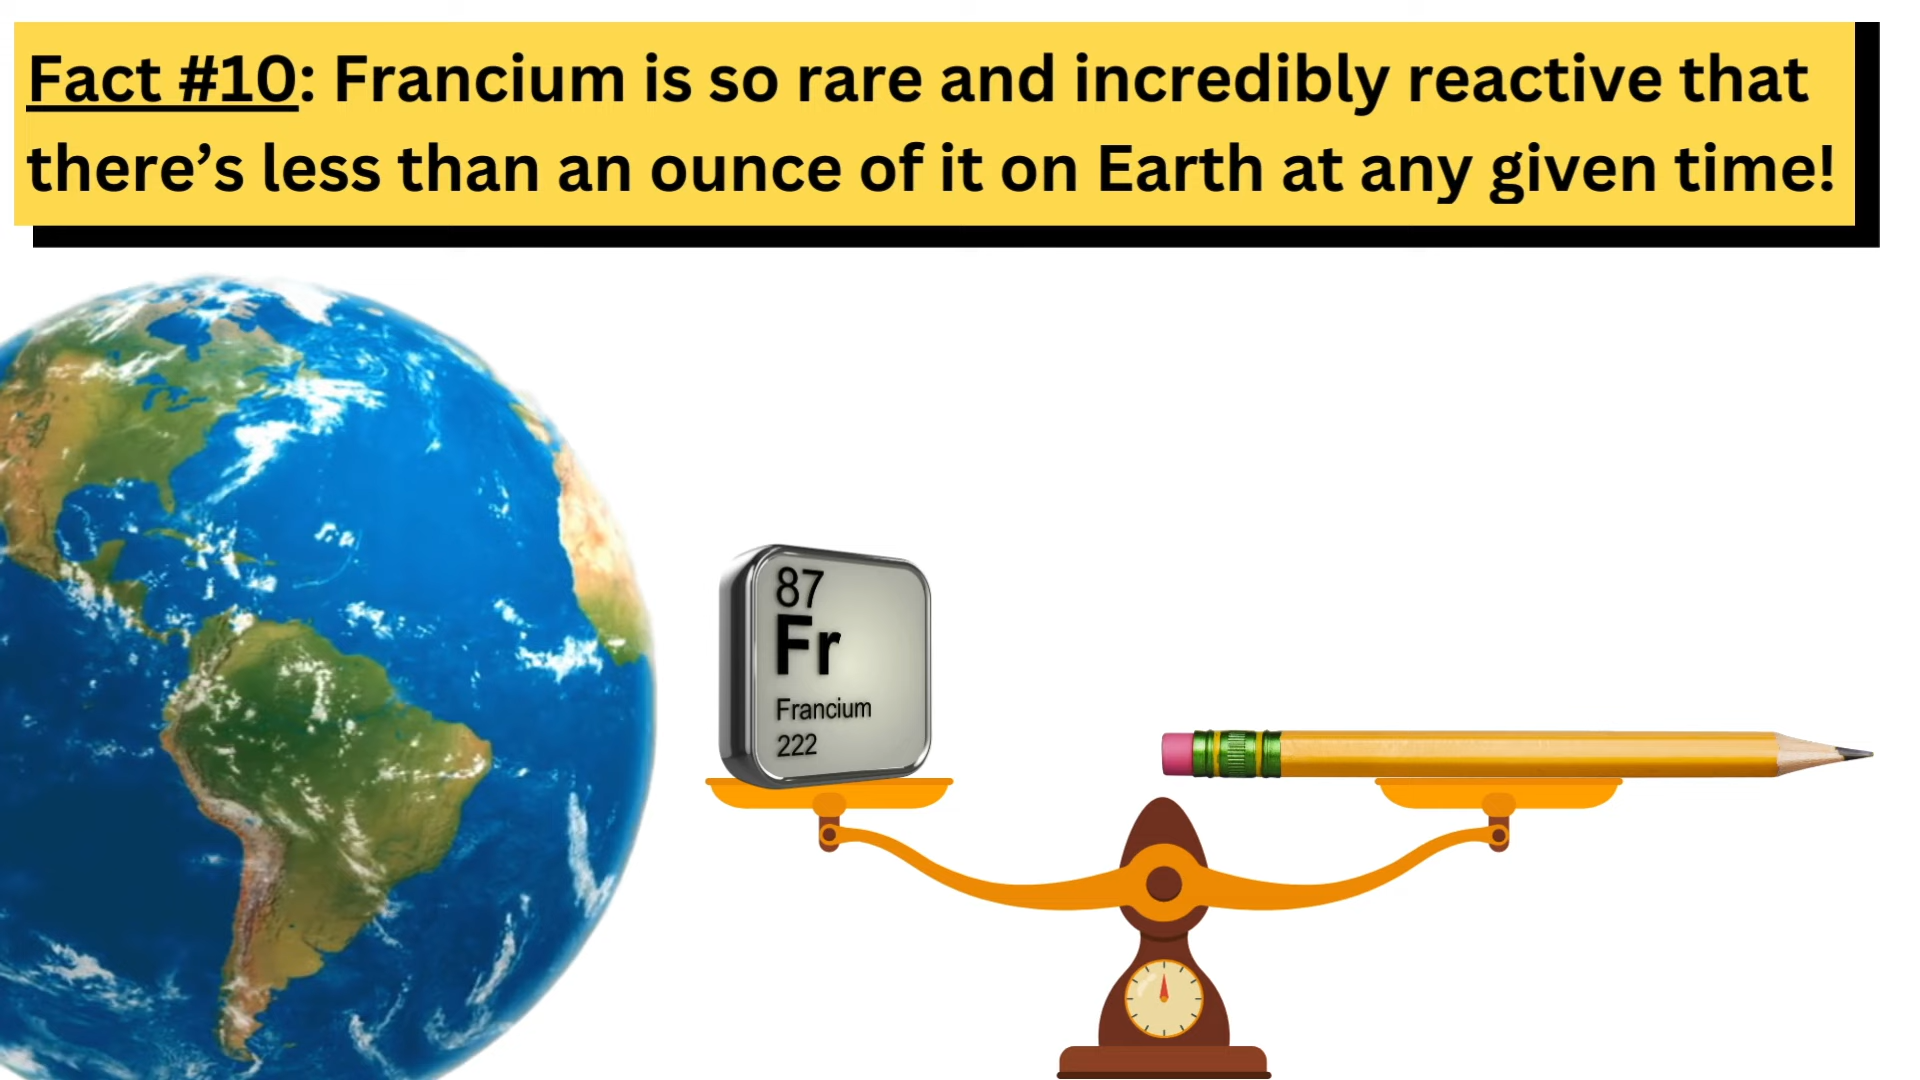 Fact #10: Francium is so rare and incredibly reactive that
there’s less than an ounce of it on Earth at any given time!
87
Fr
Francium
222